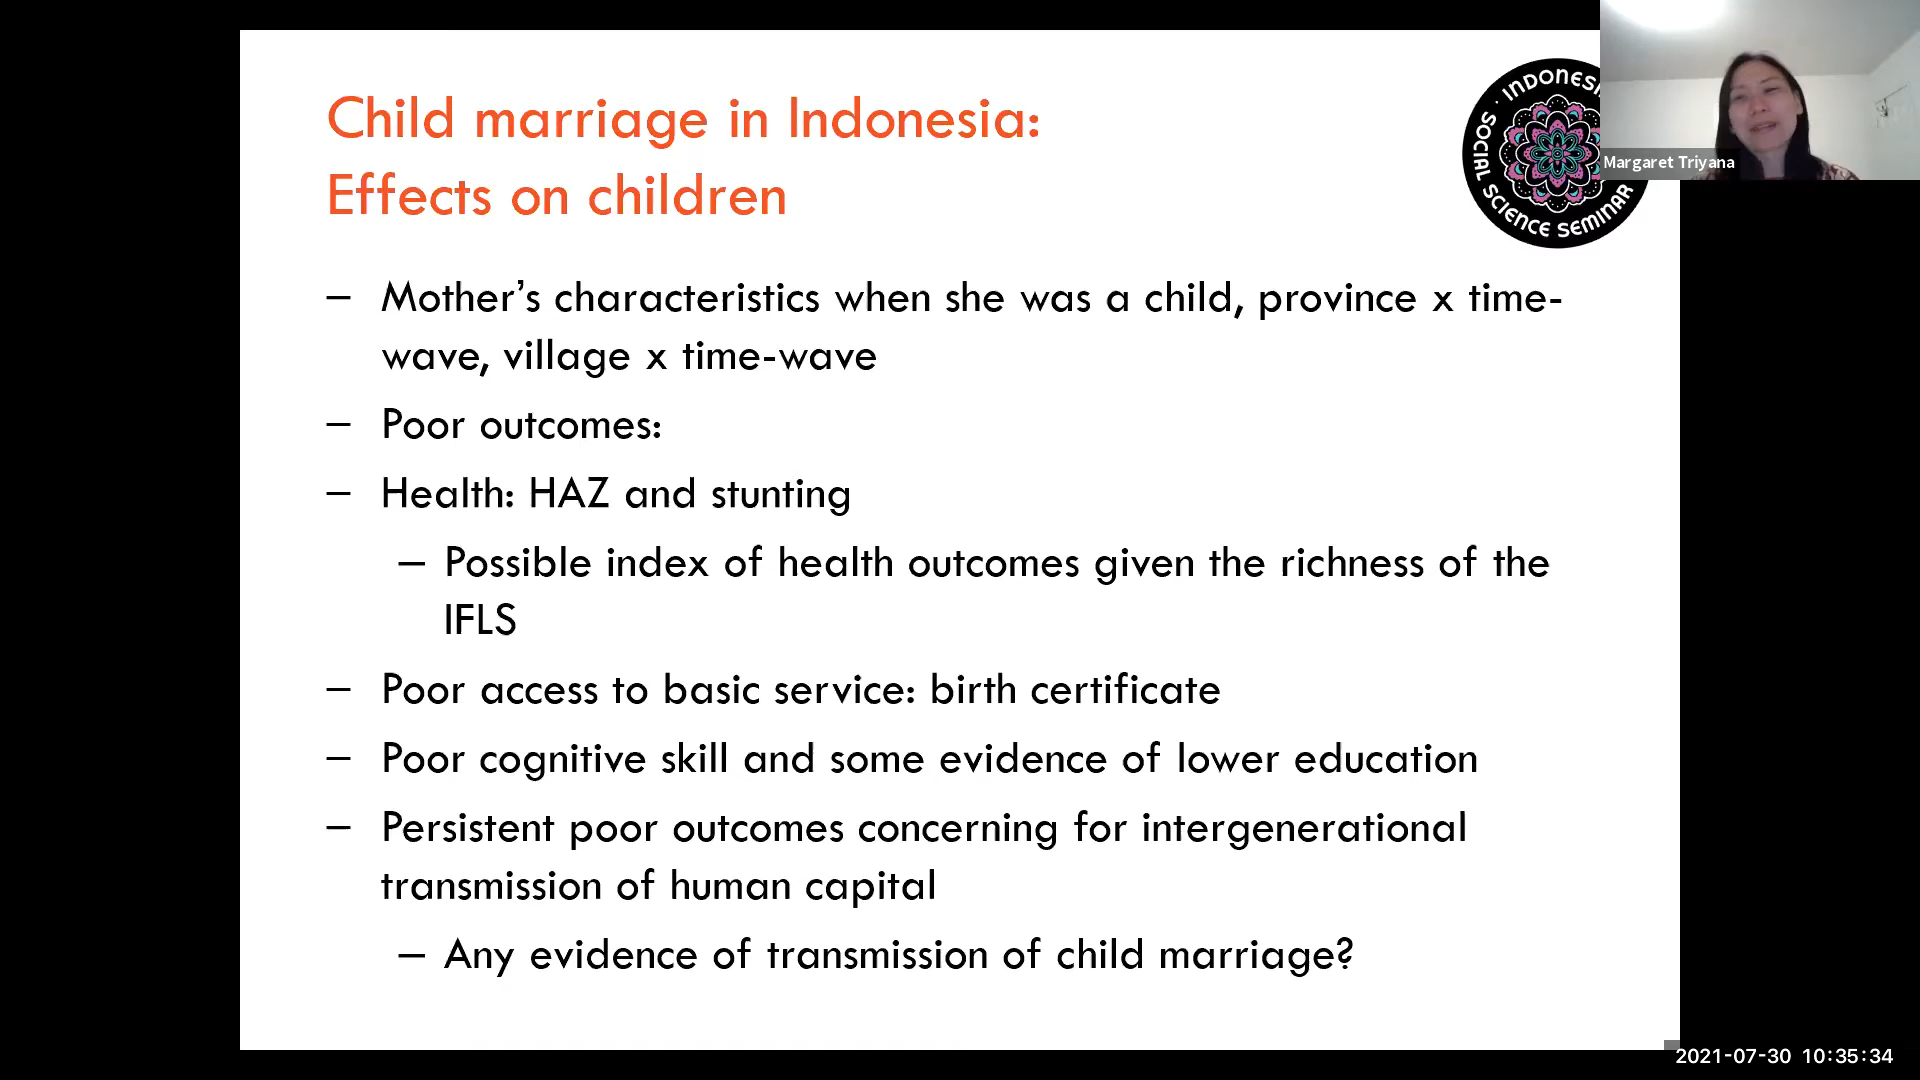 Child marriage in Indonesia:
Effects on children
– Mother's characteristics when she was a child, province x time-
wave, village x time-wave
– Poor outcomes:
– Health: HAZ and stunting
– Possible index of health outcomes given the richness of the
IFLS
– Poor access to basic service: birth certificate
– Poor cognitive skill and some evidence of lower education
– Persistent poor outcomes concerning for intergenerational
transmission of human capital
– Any evidence of transmission of child marriage?
SOCIAL SCIENCE SEMINAR
Margaret Triyana
2021-07-30 10:35:34